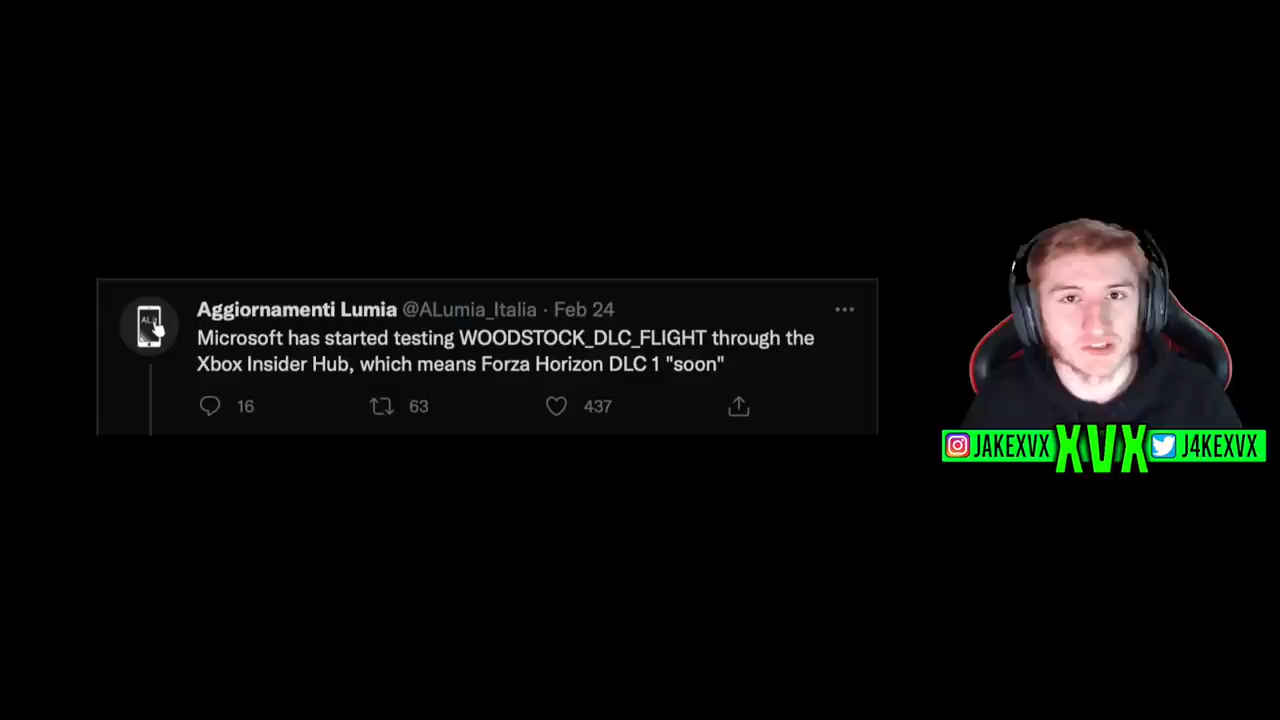 Aggiornamenti Lumia @ALumia_Italia · Feb 24
Microsoft has started testing WOODSTOCK_DLC_FLIGHT through the
Xbox Insider Hub, which means Forza Horizon DLC 1 "soon"
16 63 437
JAKEXVX XVX J4KEXVX